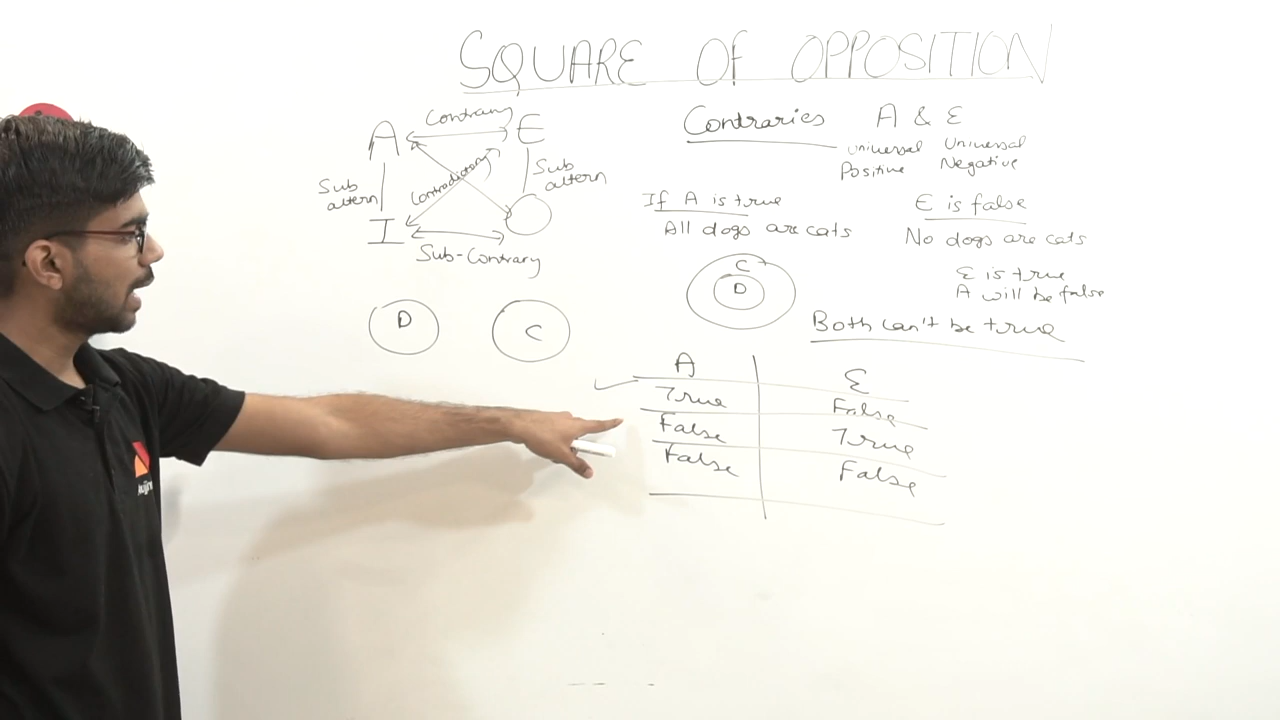 SQUARE OF OPPOSITION
Contrary
A E
Contradictory
Sub altern
Sub altern
I O
Sub-Contrary
D C
Contraries A & E
universal Positive
Universal Negative
If A is true E is false
All dogs are cats No dogs are cats
C
D
E is true
A will be false
Both can't be true
A E
True False
False True
False False